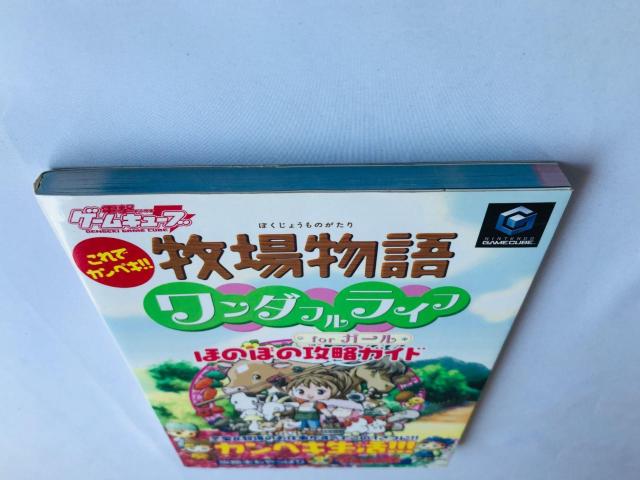 電撃
ゲームキューブ
DENGEKI GAME CUBE
NINTENDO
GAMECUBE
これで
カンペキ!!
ぼくじょうものがたり
牧場物語
ワンダフルライフ
for ガール
ほのぼの攻略ガイド
カンペキ生活!!!